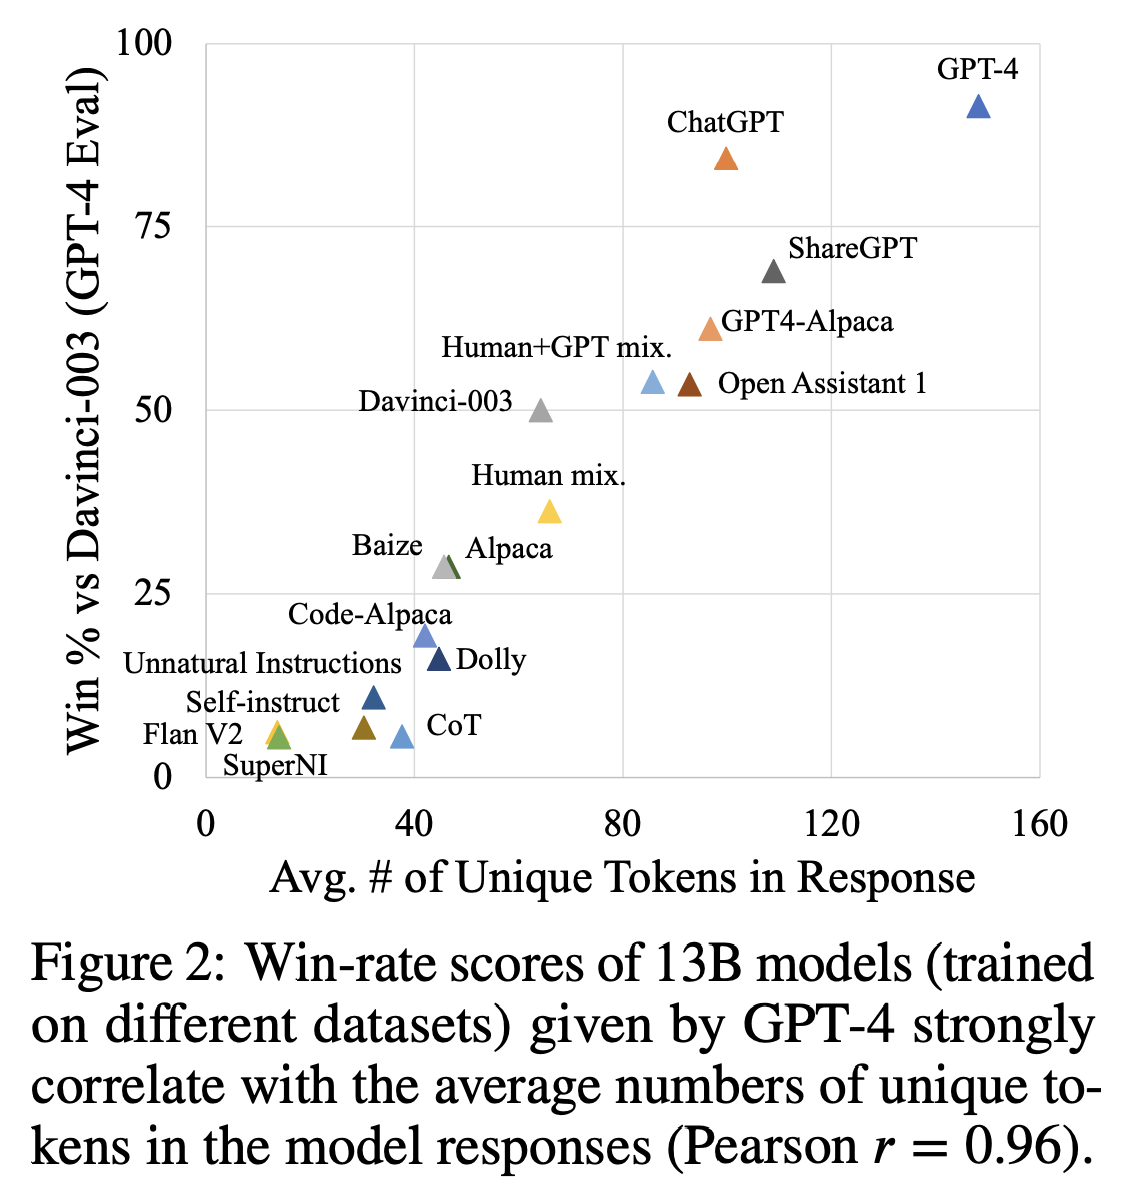 100
GPT-4
ChatGPT
75
ShareGPT
GPT4-Alpaca
Human+GPT mix.
Open Assistant 1
Davinci-003
50
Human mix.
Baize
Alpaca
25
Code-Alpaca
Dolly
Unnatural Instructions
Self-instruct
CoT
Flan V2
SuperNI
0
Win % vs Davinci-003 (GPT-4 Eval)
0 40 80 120 160
Avg. # of Unique Tokens in Response
Figure 2: Win-rate scores of 13B models (trained
on different datasets) given by GPT-4 strongly
correlate with the average numbers of unique to-
kens in the model responses (Pearson r = 0.96).